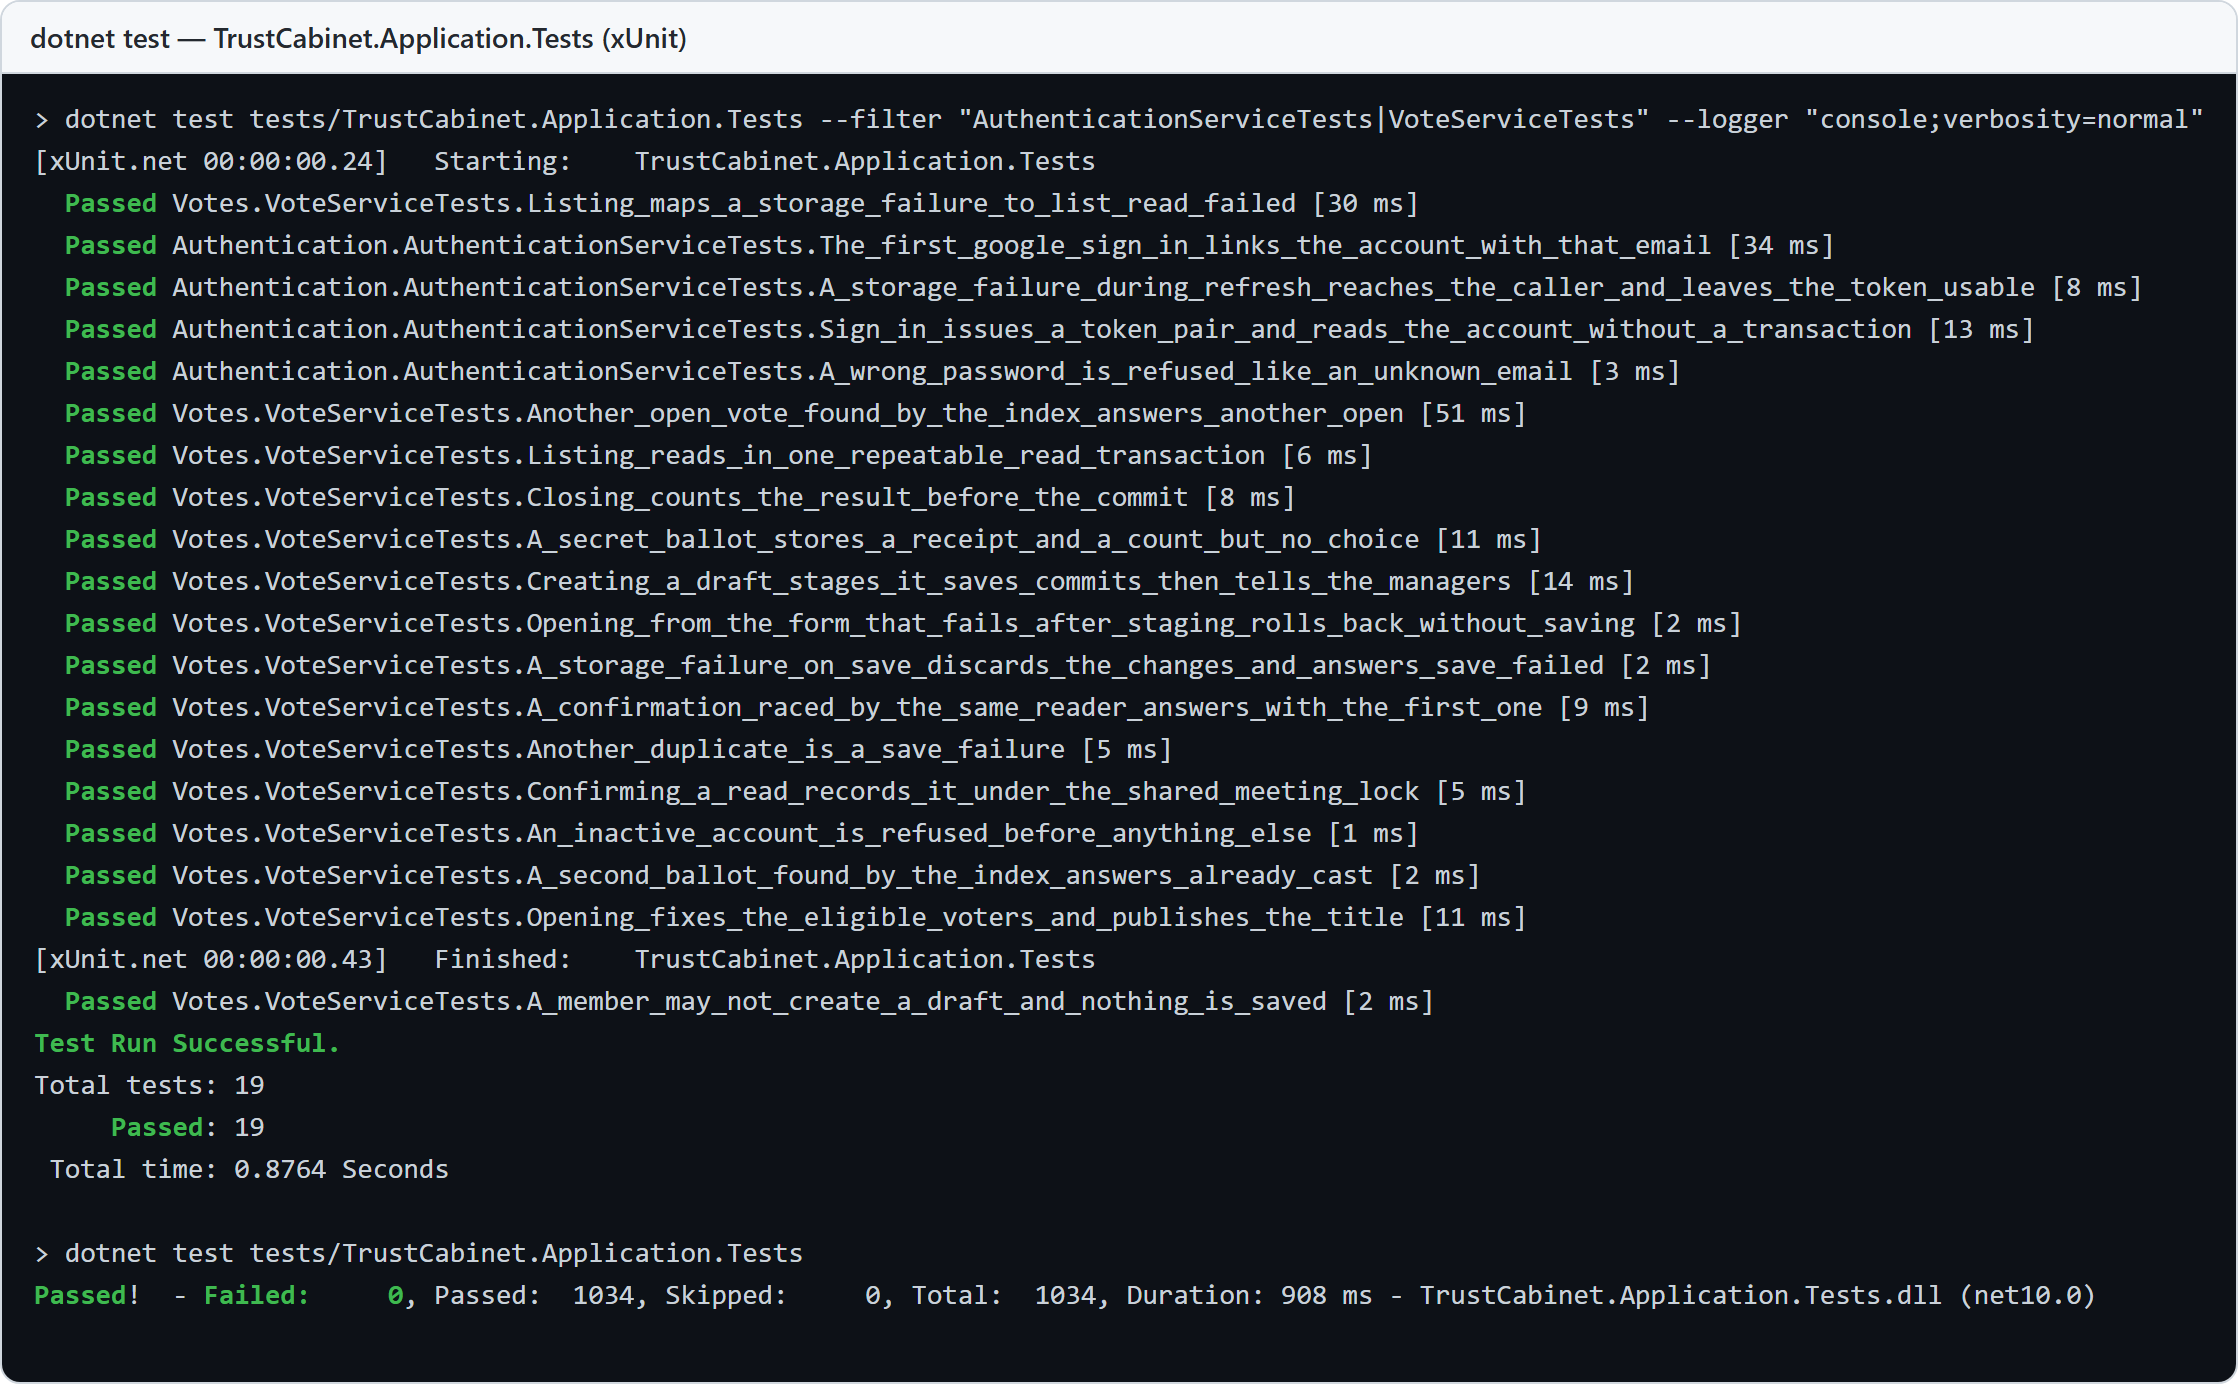 dotnet test — TrustCabinet.Application.Tests (xUnit)
> dotnet test tests/TrustCabinet.Application.Tests --filter "AuthenticationServiceTests|VoteServiceTests" --logger "console;verbosity=normal"
[xUnit.net 00:00:00.24]   Starting:    TrustCabinet.Application.Tests
  Passed Votes.VoteServiceTests.Listing_maps_a_storage_failure_to_list_read_failed [30 ms]
  Passed Authentication.AuthenticationServiceTests.The_first_google_sign_in_links_the_account_with_that_email [34 ms]
  Passed Authentication.AuthenticationServiceTests.A_storage_failure_during_refresh_reaches_the_caller_and_leaves_the_token_usable [8 ms]
  Passed Authentication.AuthenticationServiceTests.Sign_in_issues_a_token_pair_and_reads_the_account_without_a_transaction [13 ms]
  Passed Authentication.AuthenticationServiceTests.A_wrong_password_is_refused_like_an_unknown_email [3 ms]
  Passed Votes.VoteServiceTests.Another_open_vote_found_by_the_index_answers_another_open [51 ms]
  Passed Votes.VoteServiceTests.Listing_reads_in_one_repeatable_read_transaction [6 ms]
  Passed Votes.VoteServiceTests.Closing_counts_the_result_before_the_commit [8 ms]
  Passed Votes.VoteServiceTests.A_secret_ballot_stores_a_receipt_and_a_count_but_no_choice [11 ms]
  Passed Votes.VoteServiceTests.Creating_a_draft_stages_it_saves_commits_then_tells_the_managers [14 ms]
  Passed Votes.VoteServiceTests.Opening_from_the_form_that_fails_after_staging_rolls_back_without_saving [2 ms]
  Passed Votes.VoteServiceTests.A_storage_failure_on_save_discards_the_changes_and_answers_save_failed [2 ms]
  Passed Votes.VoteServiceTests.A_confirmation_raced_by_the_same_reader_answers_with_the_first_one [9 ms]
  Passed Votes.VoteServiceTests.Another_duplicate_is_a_save_failure [5 ms]
  Passed Votes.VoteServiceTests.Confirming_a_read_records_it_under_the_shared_meeting_lock [5 ms]
  Passed Votes.VoteServiceTests.An_inactive_account_is_refused_before_anything_else [1 ms]
  Passed Votes.VoteServiceTests.A_second_ballot_found_by_the_index_answers_already_cast [2 ms]
  Passed Votes.VoteServiceTests.Opening_fixes_the_eligible_voters_and_publishes_the_title [11 ms]
[xUnit.net 00:00:00.43]   Finished:    TrustCabinet.Application.Tests
  Passed Votes.VoteServiceTests.A_member_may_not_create_a_draft_and_nothing_is_saved [2 ms]
Test Run Successful.
Total tests: 19
     Passed: 19
 Total time: 0.8764 Seconds
> dotnet test tests/TrustCabinet.Application.Tests
Passed!  - Failed:     0, Passed:  1034, Skipped:     0, Total:  1034, Duration: 908 ms - TrustCabinet.Application.Tests.dll (net10.0)